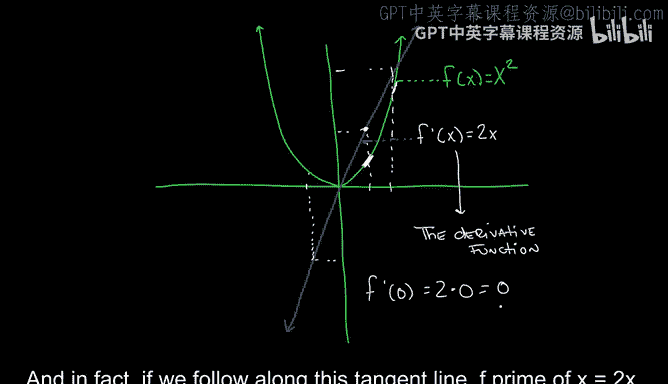 GPT中英字幕课程资源@bilibili.com
GPT中英字幕课程资源 bilibili
f(x)=X²
f'(x)=2x
THE DERIVATIVE
FUNCTION
f'(0) = 2·0 = 0
And in fact, if we follow along this tangent line, f prime of x = 2x